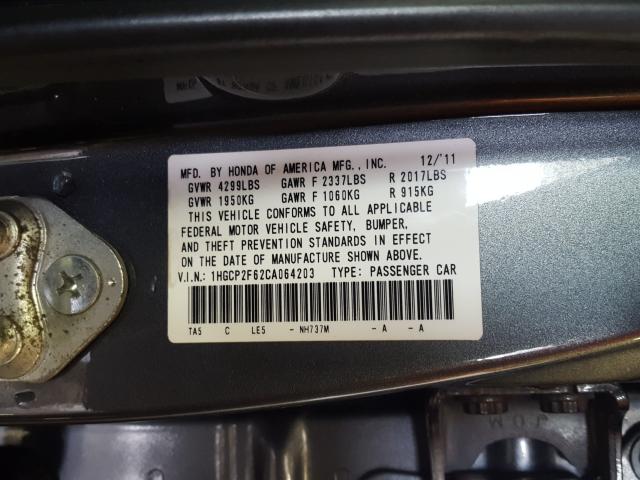 MFD. BY HONDA OF AMERICA MFG., INC. 12/'11
GVWR 4299LBS GAWR F 2337LBS R 2017LBS
GVWR 1950KG GAWR F 1060KG R 915KG
THIS VEHICLE CONFORMS TO ALL APPLICABLE
FEDERAL MOTOR VEHICLE SAFETY, BUMPER,
AND THEFT PREVENTION STANDARDS IN EFFECT
ON THE DATE OF MANUFACTURE SHOWN ABOVE.
V.I.N.: 1HGCP2F62CA064203 TYPE: PASSENGER CAR
TA5 C LE5 - NH737M - A - A